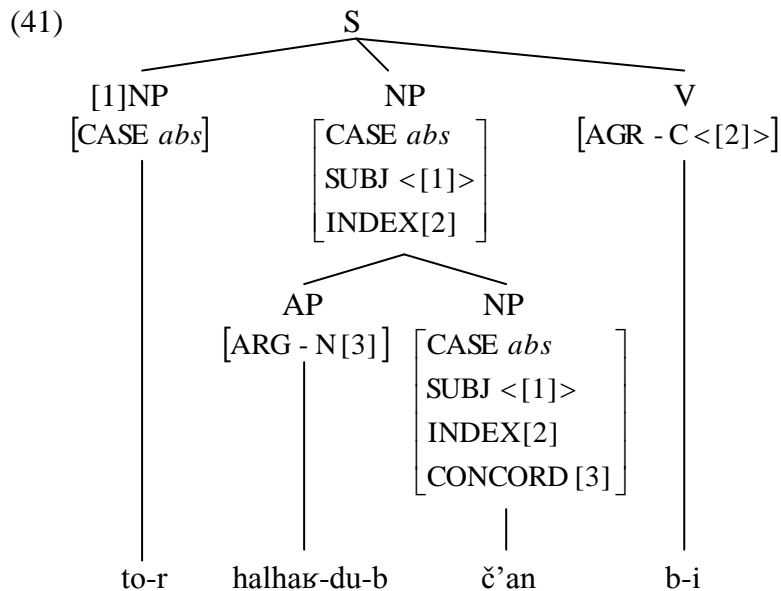 (41)
S
[1]NP NP V
[CASE abs] [CASE abs [AGR - C <[2]>]
SUBJ <[1]>
INDEX[2]]
AP NP
[ARG - N[3]] [CASE abs
SUBJ <[1]>
INDEX[2]
CONCORD [3]]
to-r halhaʁ-du-b č’an b-i